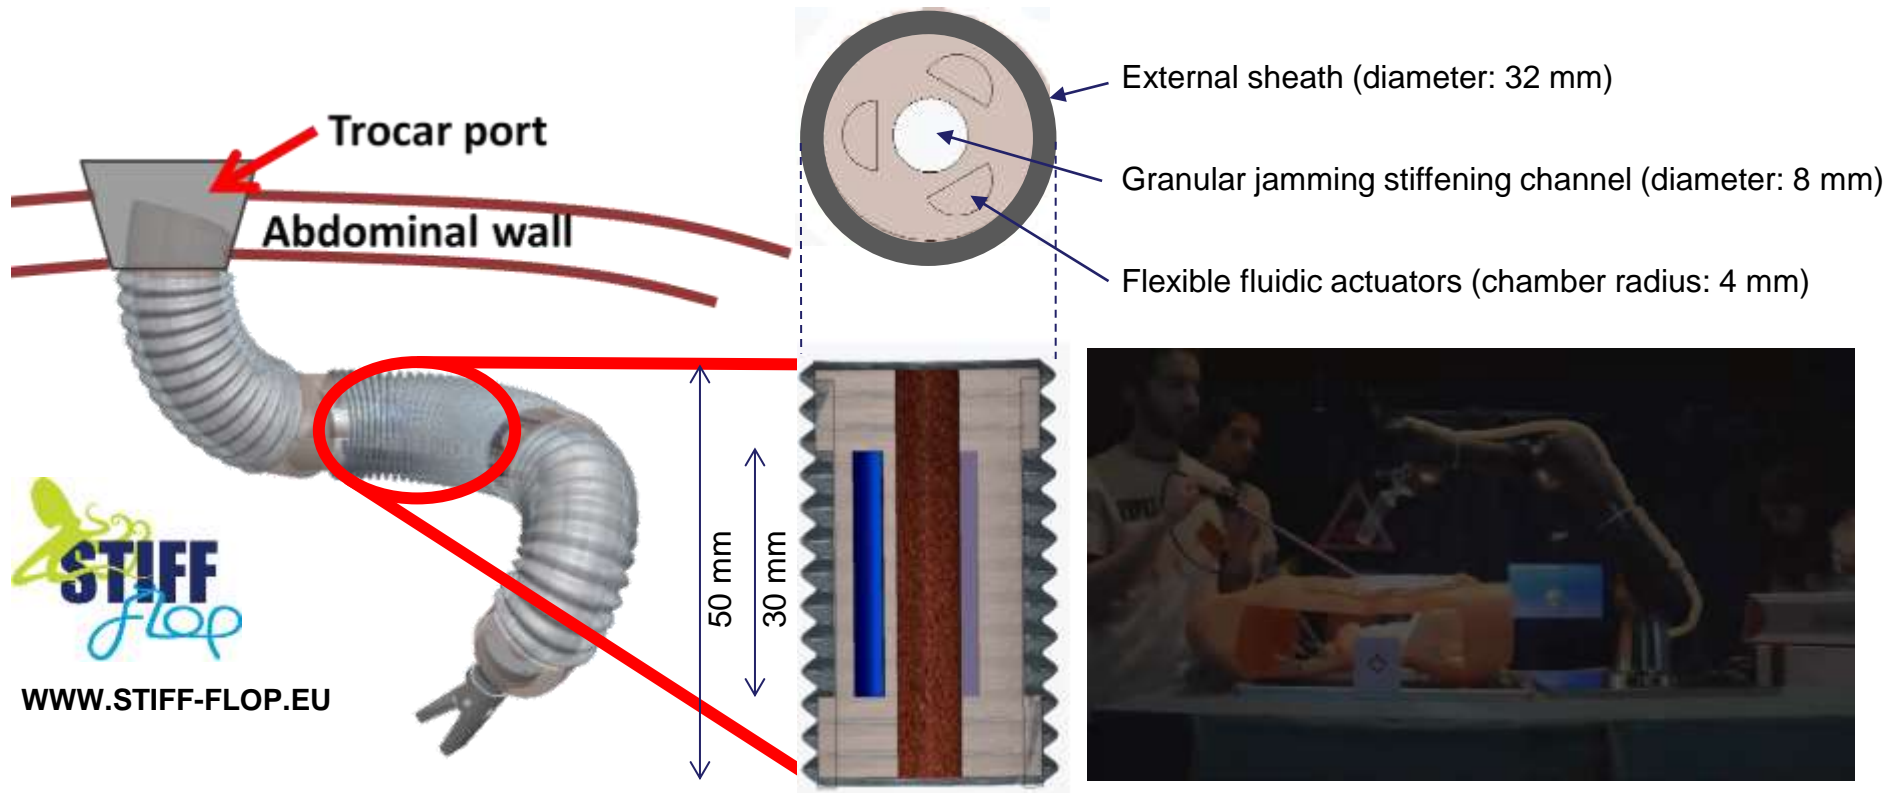 External sheath (diameter: 32 mm)
Trocar port
Granular jamming stiffening channel (diameter: 8 mm)
Abdominal wall
Flexible fluidic actuators (chamber radius: 4 mm)
50 mm
30 mm
STIFF
FLOP
WWW.STIFF-FLOP.EU